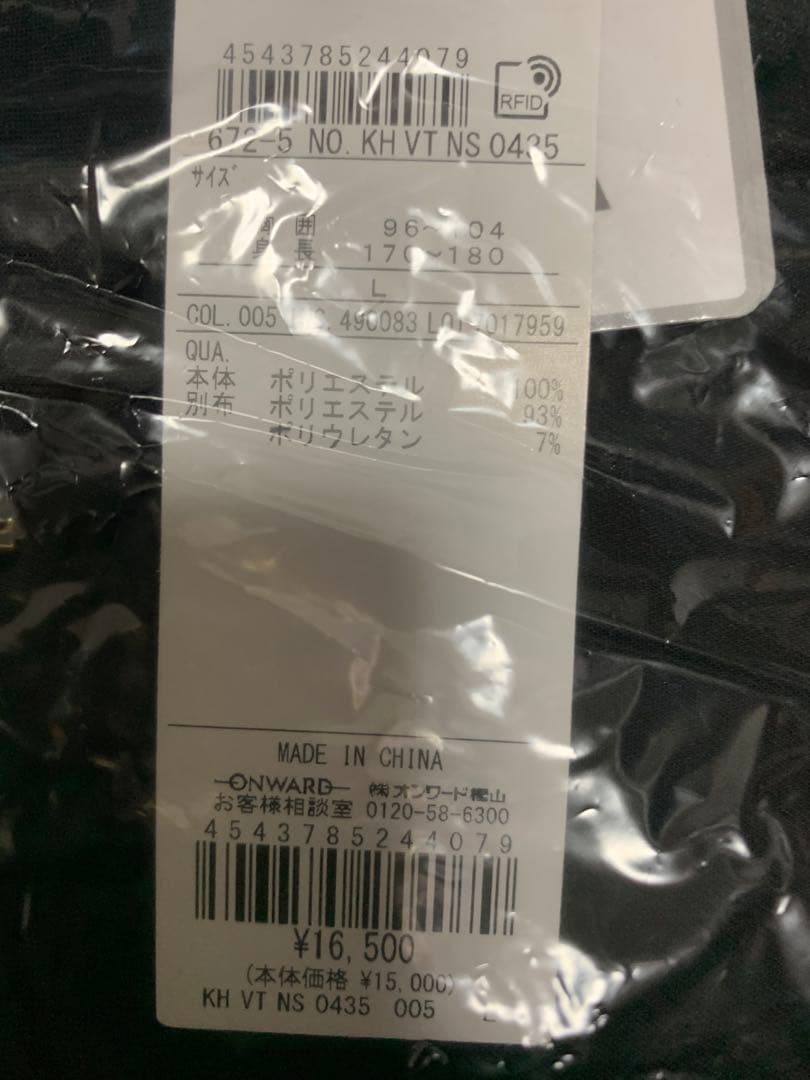 4543785244079
RFID
672-5 NO. KH VT NS 0435
サイズ
胸囲 96~104
身長 170~180
L
COL. 005 490083 LOT 7017959
QUA.
本体 ポリエステル 100%
別布 ポリエステル 93%
ポリウレタン 7%
MADE IN CHINA
ONWARD ㈱オンワード樫山
お客様相談室 0120-58-6300
4543785244079
¥16,500
(本体価格 ¥15,000)
KH VT NS 0435 005 L